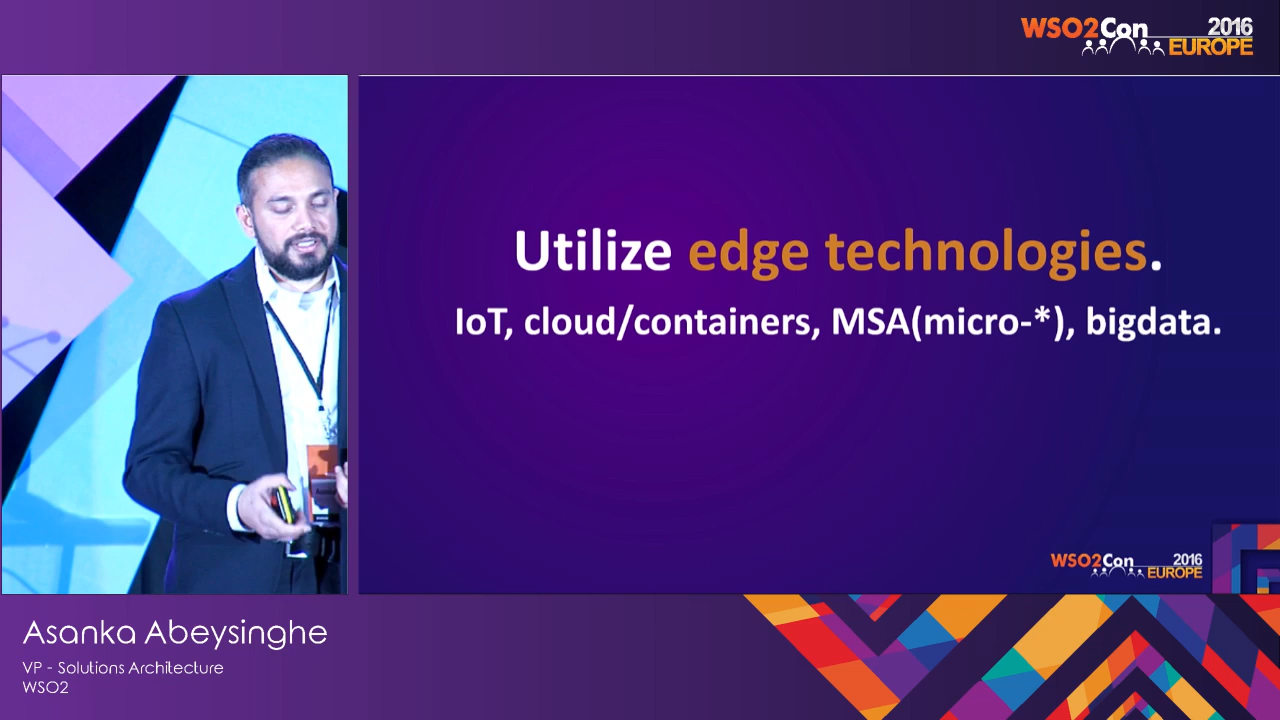 WSO2Con 2016
EUROPE
Utilize edge technologies.
IoT, cloud/containers, MSA(micro-*), bigdata.
WSO2Con 2016
EUROPE
Asanka Abeysinghe
VP - Solutions Architecture
WSO2